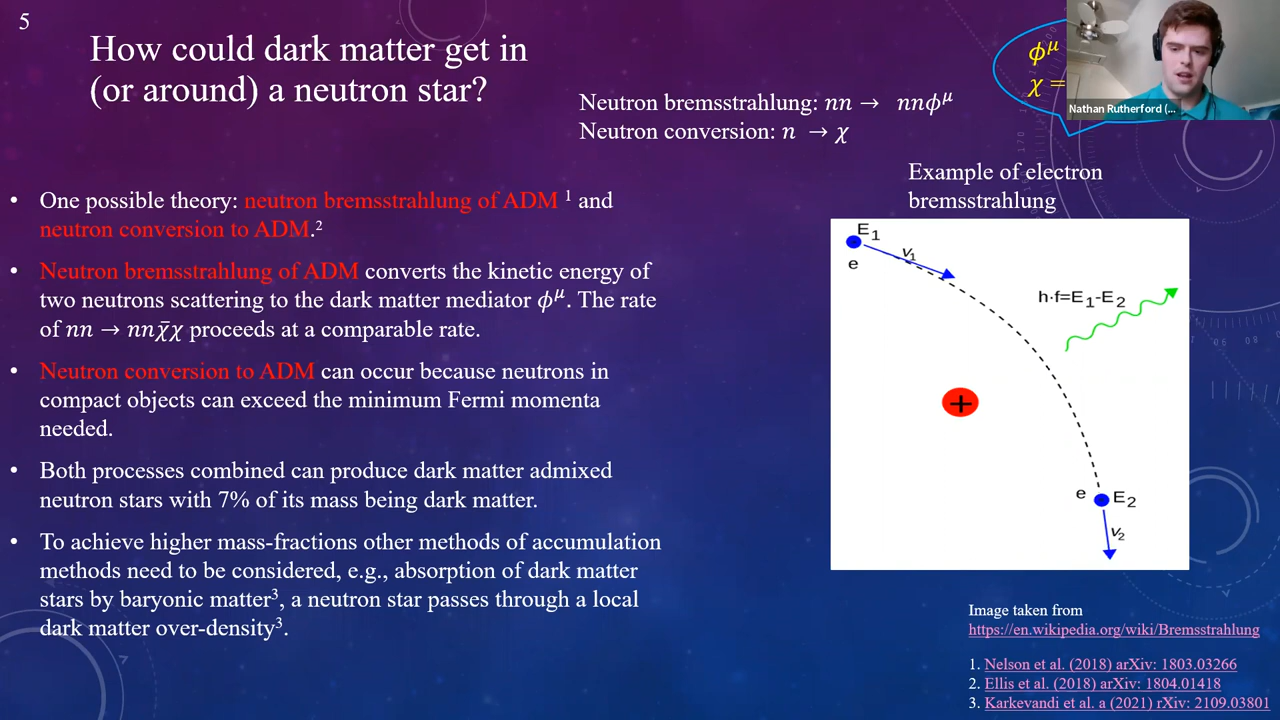 5
How could dark matter get in
(or around) a neutron star?
Neutron bremsstrahlung: nn → nnϕ^μ
Neutron conversion: n → χ
ϕ^μ
χ =
Nathan Rutherford (...
• One possible theory: neutron bremsstrahlung of ADM ¹ and
neutron conversion to ADM.²
• Neutron bremsstrahlung of ADM converts the kinetic energy of
two neutrons scattering to the dark matter mediator ϕ^μ. The rate
of nn → nnχ̄χ proceeds at a comparable rate.
• Neutron conversion to ADM can occur because neutrons in
compact objects can exceed the minimum Fermi momenta
needed.
• Both processes combined can produce dark matter admixed
neutron stars with 7% of its mass being dark matter.
• To achieve higher mass-fractions other methods of accumulation
methods need to be considered, e.g., absorption of dark matter
stars by baryonic matter³, a neutron star passes through a local
dark matter over-density³.
Example of electron
bremsstrahlung
E₁
e
v₁
h·f=E₁-E₂
+
e E₂
v₂
Image taken from
https://en.wikipedia.org/wiki/Bremsstrahlung
1. Nelson et al. (2018) arXiv: 1803.03266
2. Ellis et al. (2018) arXiv: 1804.01418
3. Karkevandi et al. a (2021) rXiv: 2109.03801